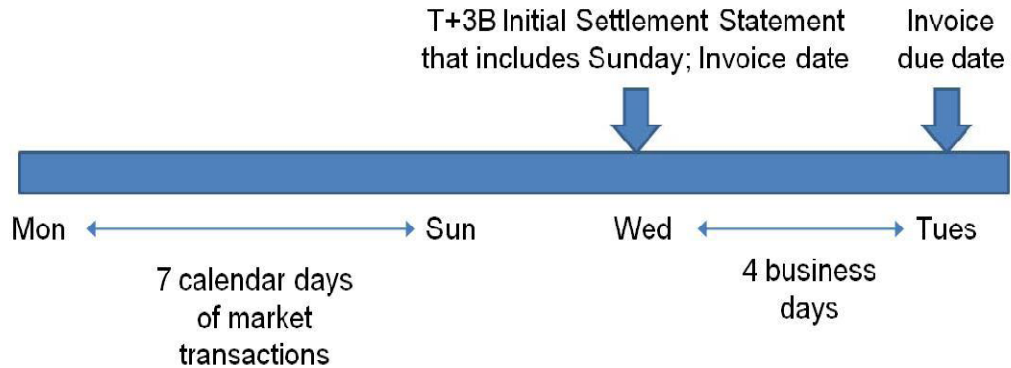 T+3B Initial Settlement Statement
that includes Sunday; Invoice date
Invoice
due date
Mon
Sun
Wed
Tues
7 calendar days
of market
transactions
4 business
days